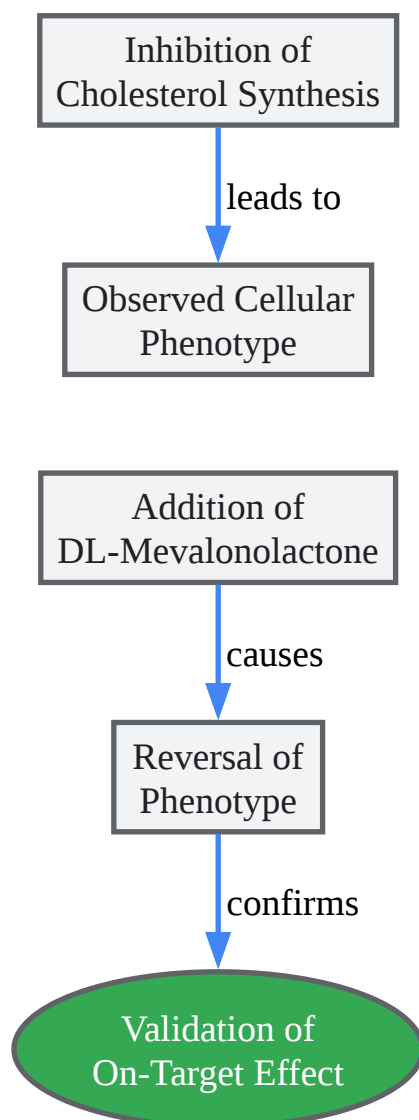 Inhibition of
Cholesterol Synthesis
leads to
Observed Cellular
Phenotype
Addition of
DL-Mevalonolactone
causes
Reversal of
Phenotype
confirms
Validation of
On-Target Effect